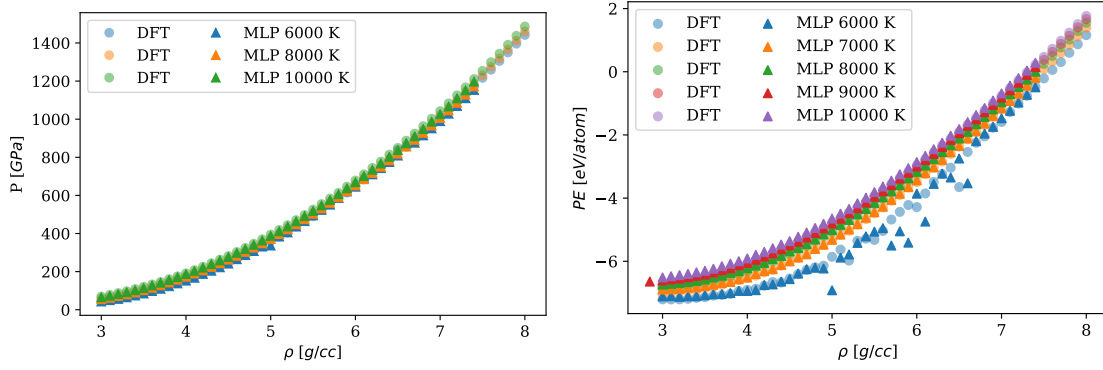 DFT MLP 6000 K
DFT MLP 8000 K
DFT MLP 10000 K
P [GPa]
1400
1200
1000
800
600
400
200
0
3 4 5 6 7 8
ρ [g/cc]
DFT MLP 6000 K
DFT MLP 7000 K
DFT MLP 8000 K
DFT MLP 9000 K
DFT MLP 10000 K
PE [eV/atom]
2
0
−2
−4
−6
3 4 5 6 7 8
ρ [g/cc]